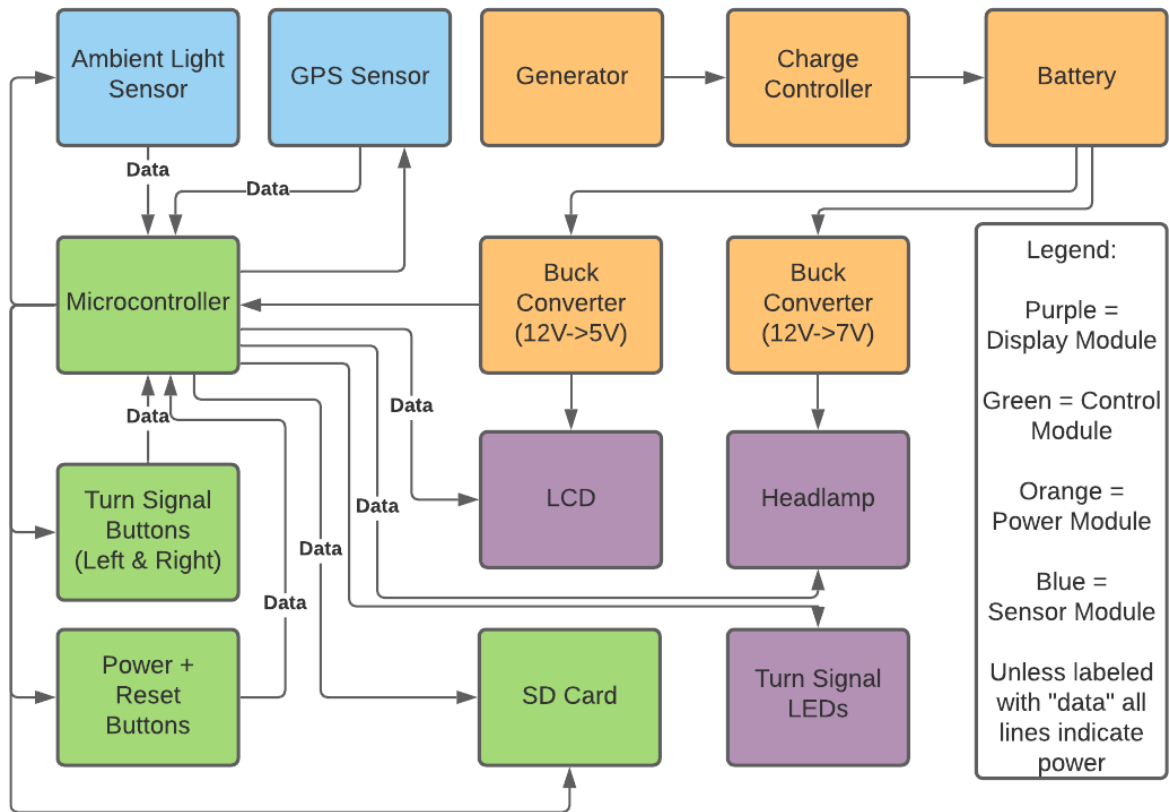 Ambient Light
Sensor
GPS Sensor
Generator
Charge
Controller
Battery
Data
Data
Microcontroller
Buck
Converter
(12V->5V)
Buck
Converter
(12V->7V)
Legend:
Purple =
Display Module
Green = Control
Module
Orange =
Power Module
Blue =
Sensor Module
Unless labeled
with "data" all
lines indicate
power
Data
Data
Turn Signal
Buttons
(Left & Right)
LCD
Headlamp
Data
Data
Data
Power +
Reset
Buttons
SD Card
Turn Signal
LEDs